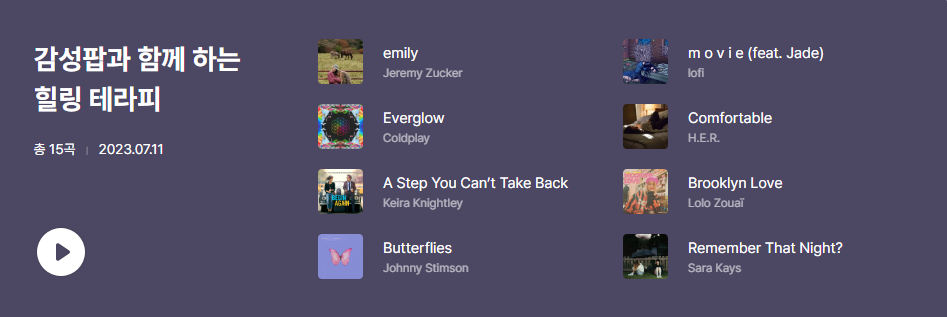 감성팝과 함께 하는
힐링 테라피
총 15곡 | 2023.07.11
emily
Jeremy Zucker
Everglow
Coldplay
A Step You Can't Take Back
Keira Knightley
BEGIN
AGAIN
Butterflies
Johnny Stimson
m o v i e (feat. Jade)
lofi
Comfortable
H.E.R.
Brooklyn Love
Lolo Zouaï
Remember That Night?
Sara Kays